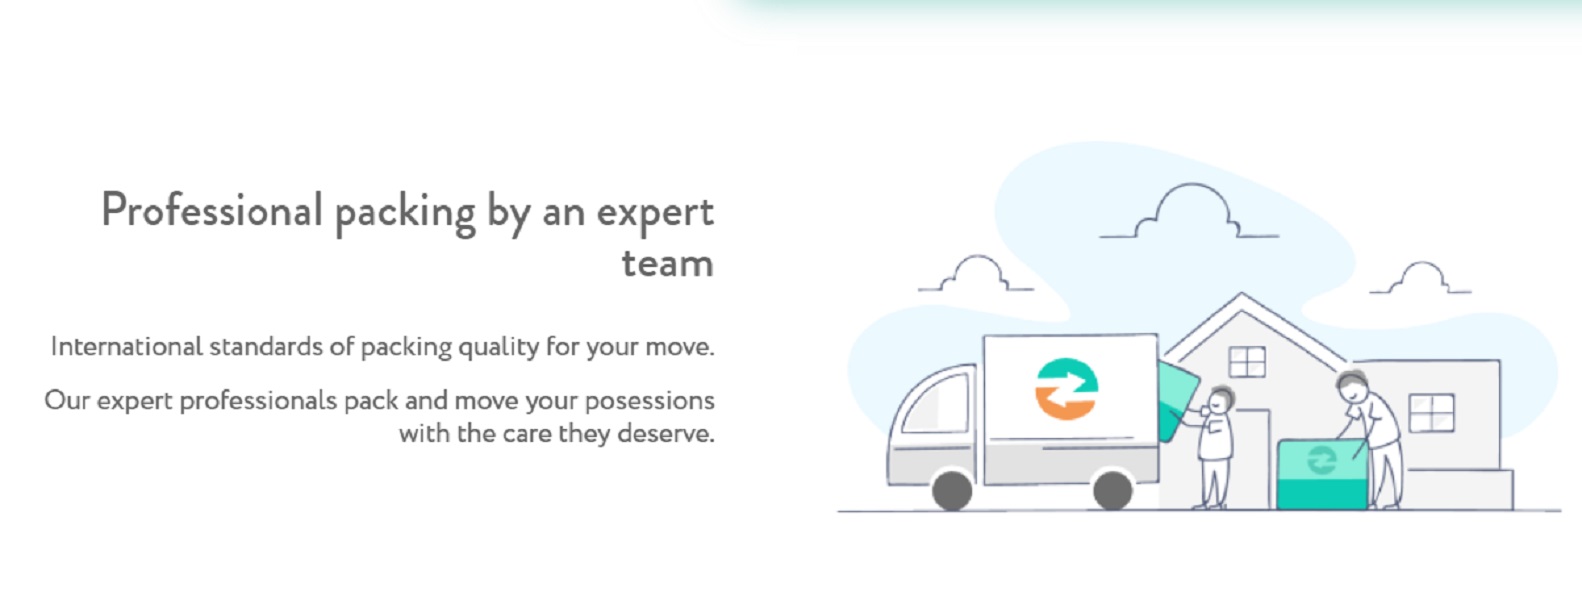 Professional packing by an expert
team
International standards of packing quality for your move.
Our expert professionals pack and move your posessions
with the care they deserve.